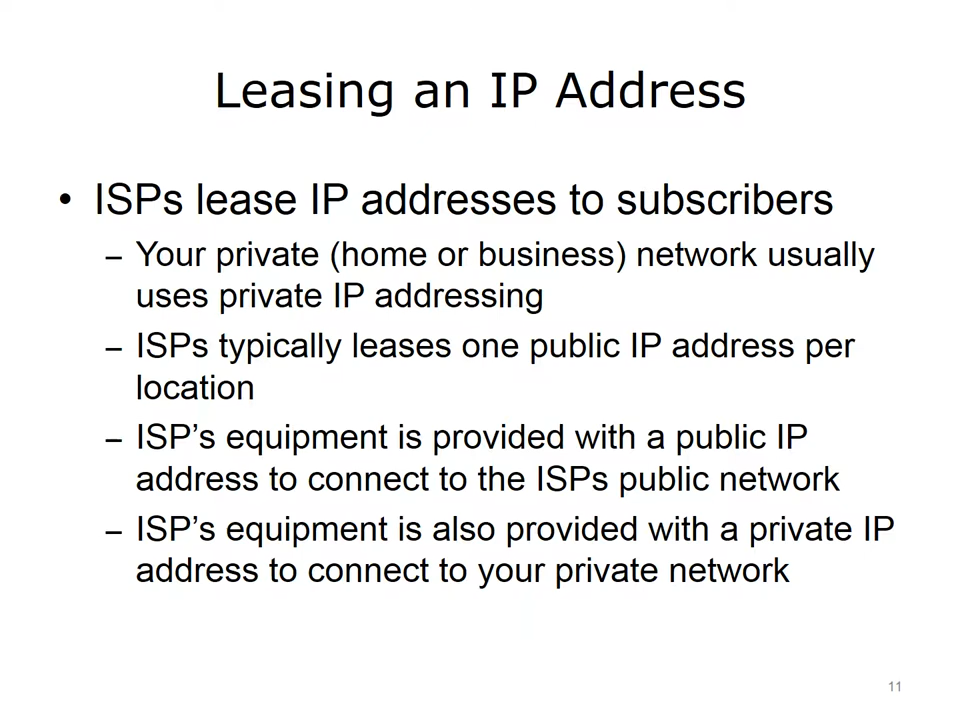 Leasing an IP Address
• ISPs lease IP addresses to subscribers
– Your private (home or business) network usually
uses private IP addressing
– ISPs typically leases one public IP address per
location
– ISP’s equipment is provided with a public IP
address to connect to the ISPs public network
– ISP’s equipment is also provided with a private IP
address to connect to your private network
11